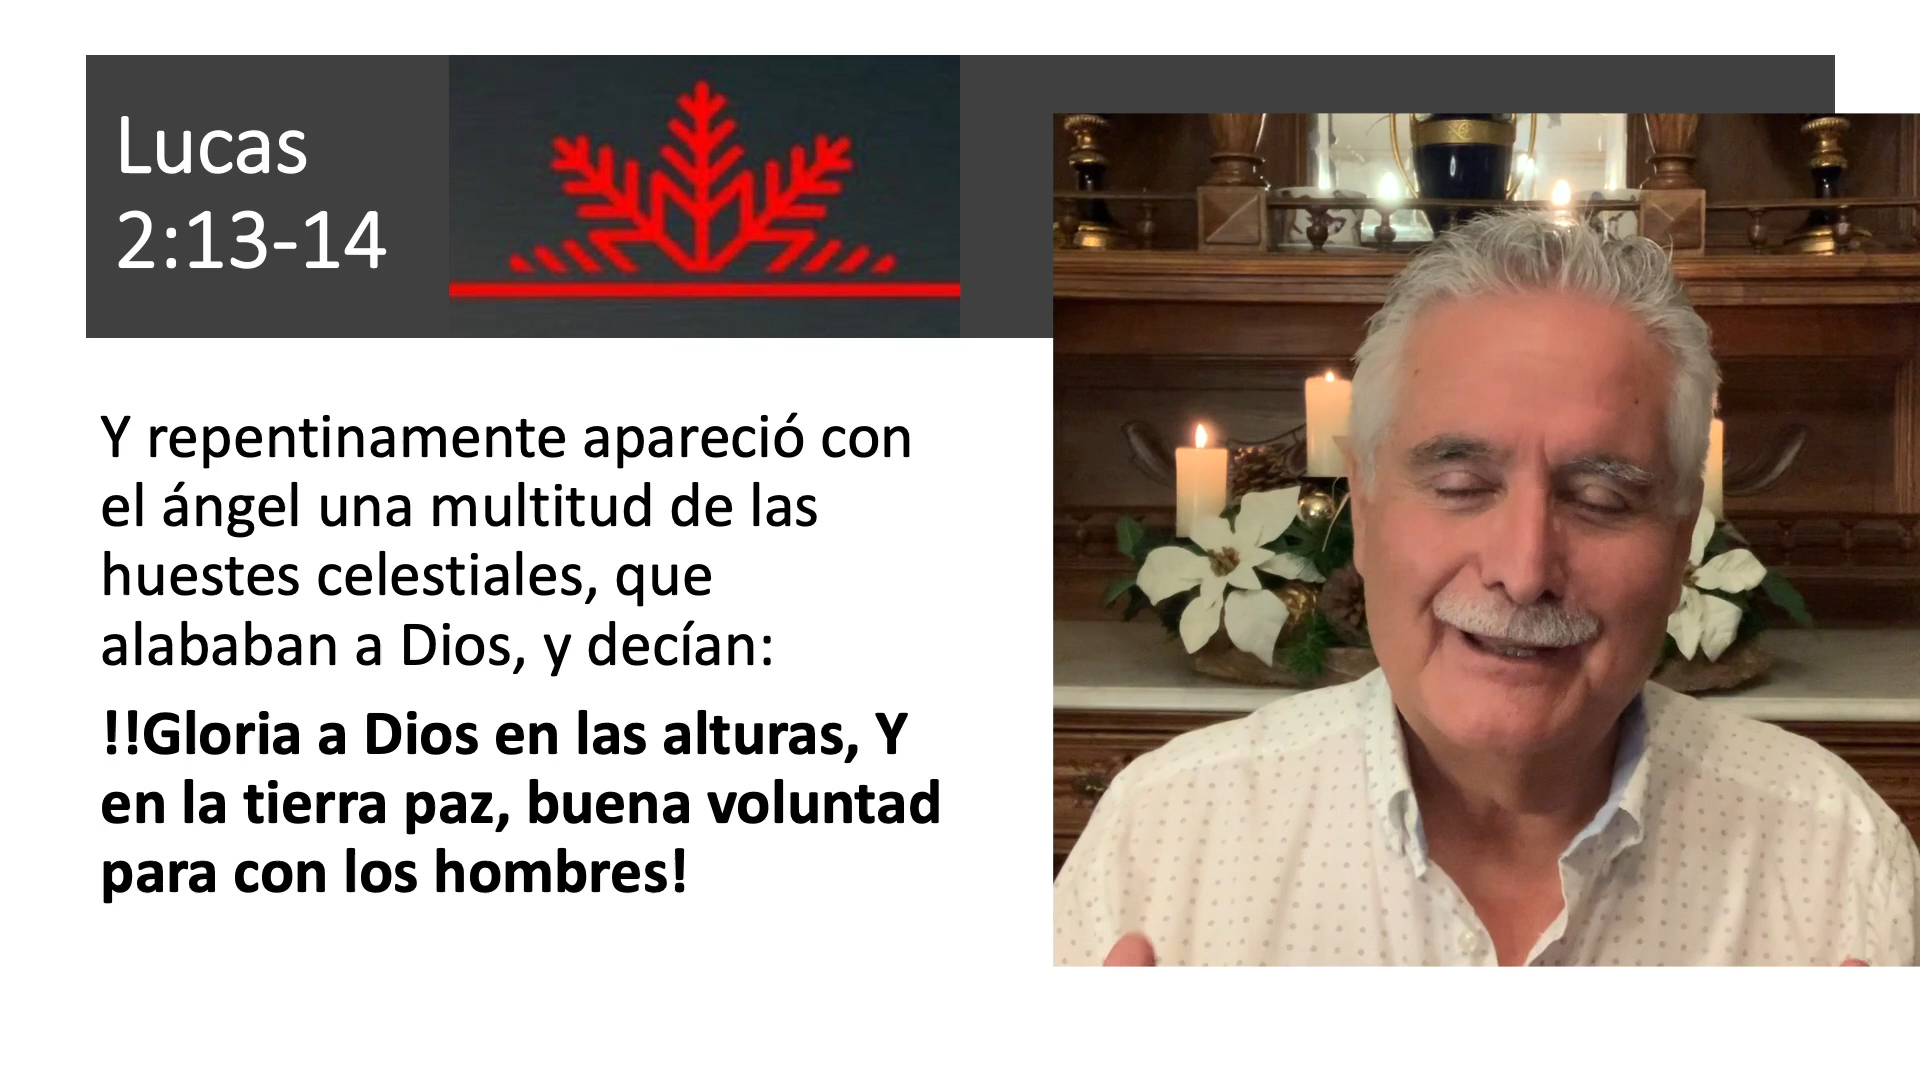 Lucas
2:13-14
Y repentinamente apareció con
el ángel una multitud de las
huestes celestiales, que
alababan a Dios, y decían:
!!Gloria a Dios en las alturas, Y
en la tierra paz, buena voluntad
para con los hombres!